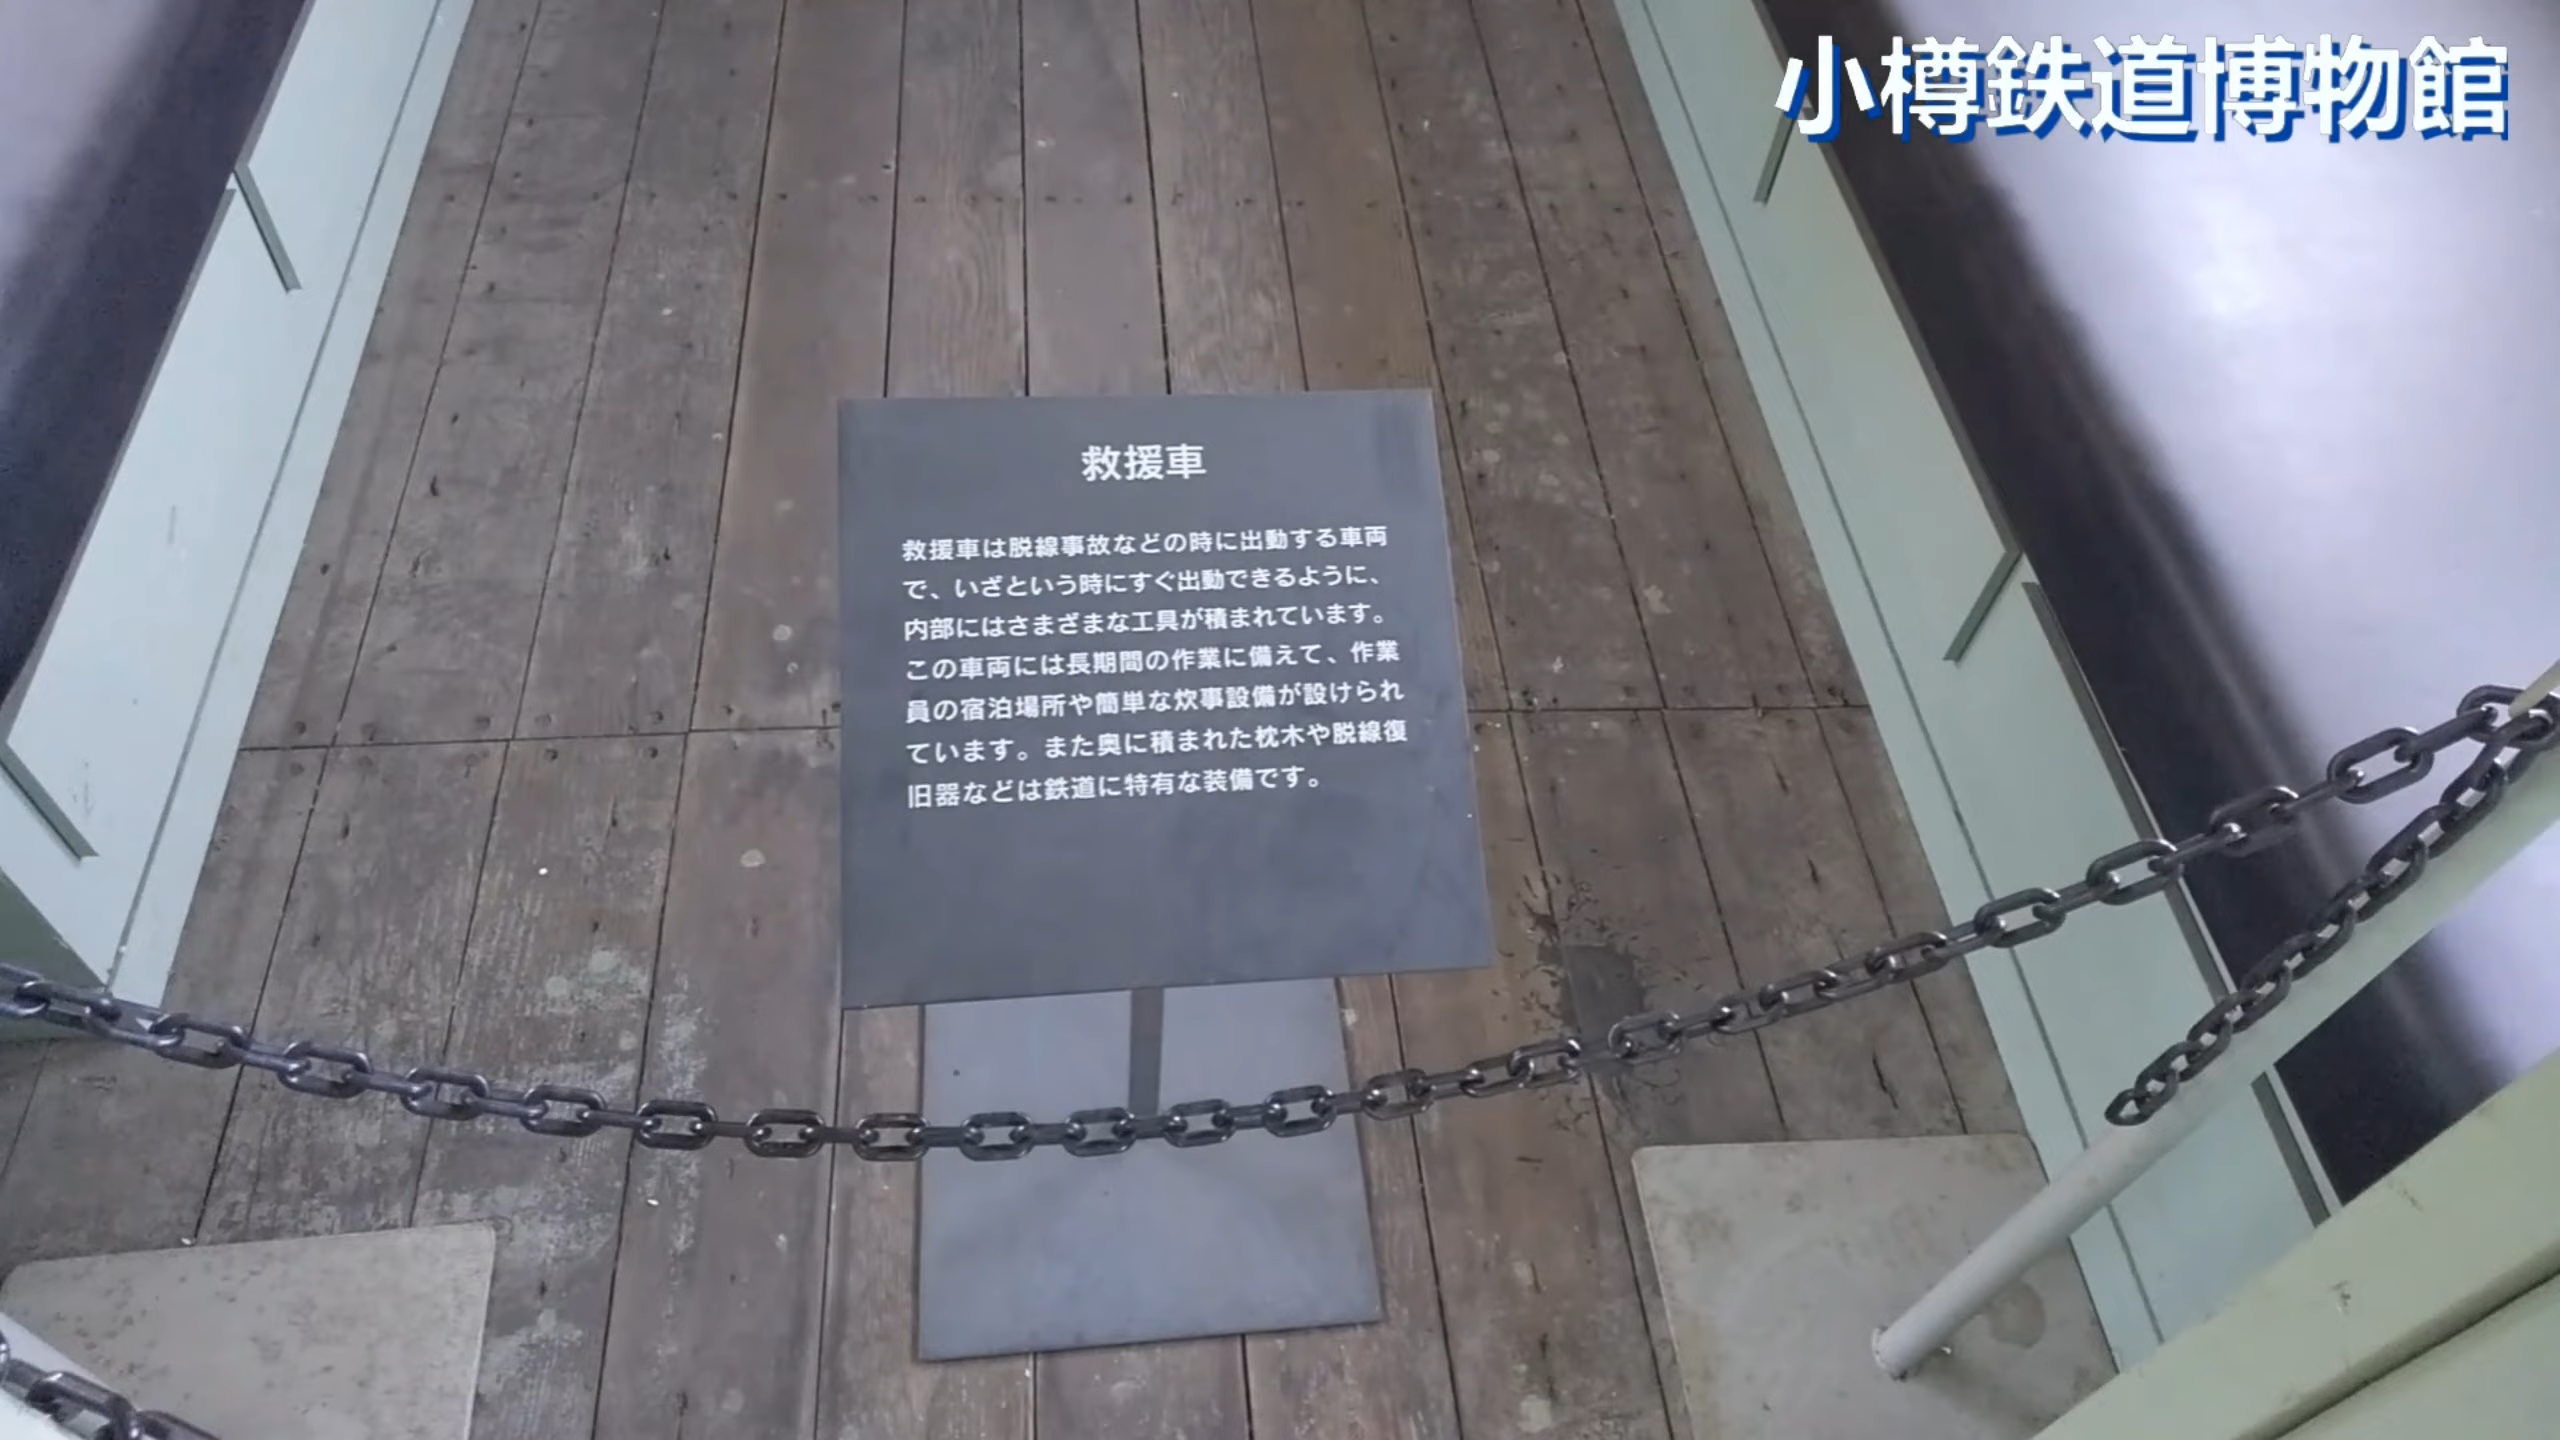 小樽鉄道博物館
救援車
救援車は脱線事故などの時に出動する車両
で、いざという時にすぐ出動できるように、
内部にはさまざまな工具が積まれています。
この車両には長期間の作業に備えて、作業
員の宿泊場所や簡単な炊事設備が設けられ
ています。また奥に積まれた枕木や脱線復
旧器などは鉄道に特有な装備です。